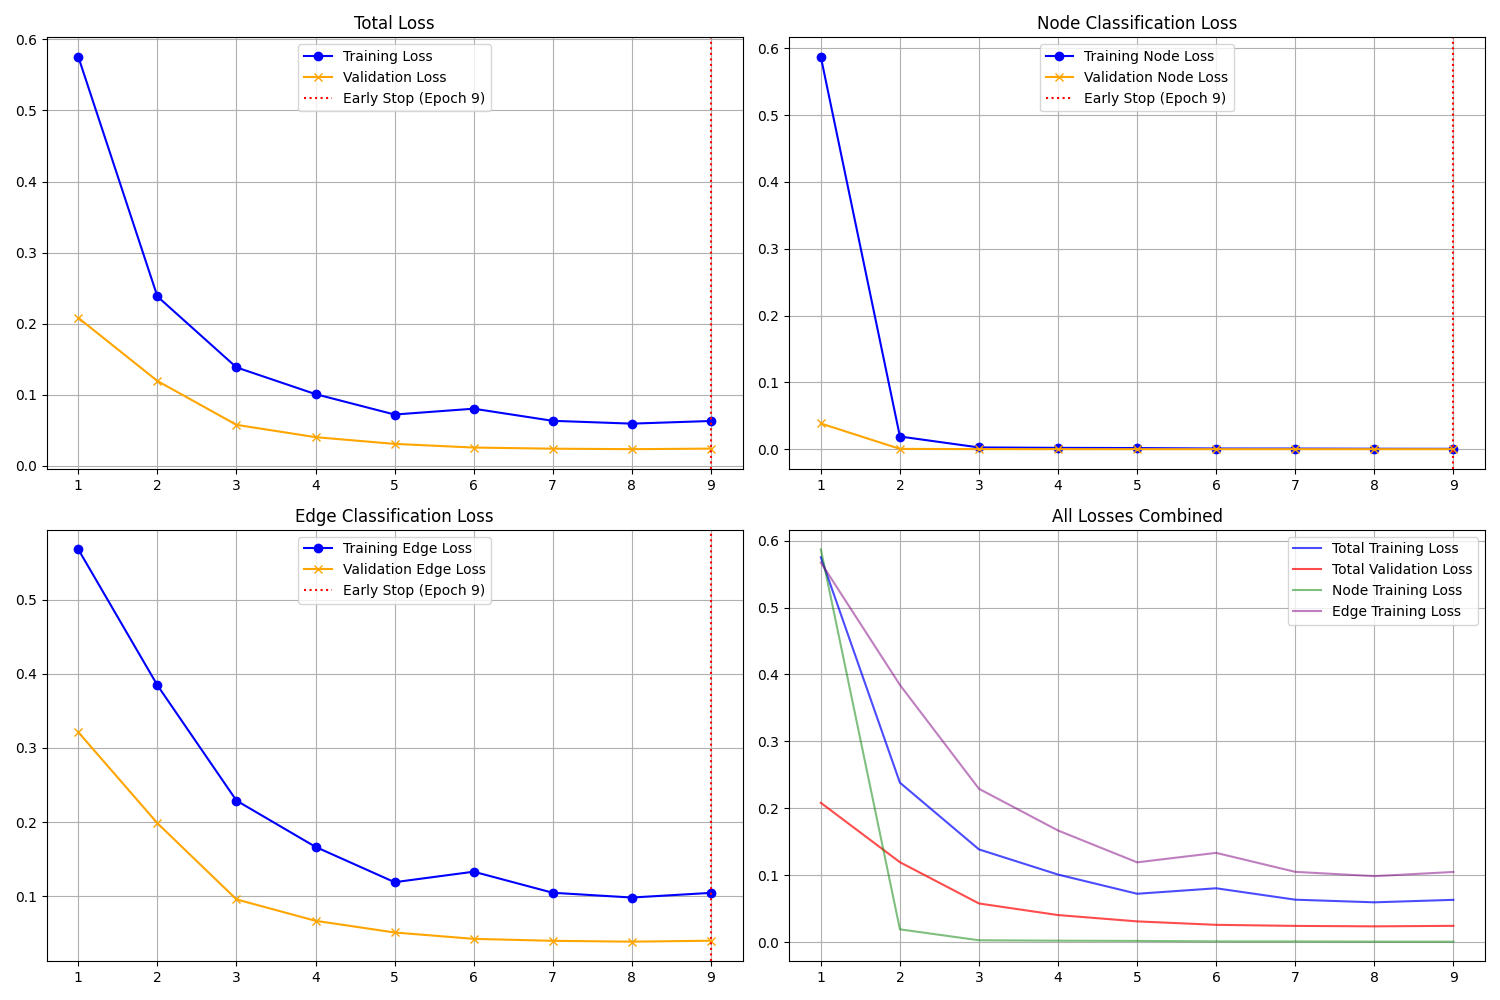 Total Loss
0.6
0.5
0.4
0.3
0.2
0.1
0.0
Training Loss
Validation Loss
Early Stop (Epoch 9)
1 2 3 4 5 6 7 8 9
Node Classification Loss
0.6
0.5
0.4
0.3
0.2
0.1
0.0
Training Node Loss
Validation Node Loss
Early Stop (Epoch 9)
1 2 3 4 5 6 7 8 9
Edge Classification Loss
0.5
0.4
0.3
0.2
0.1
Training Edge Loss
Validation Edge Loss
Early Stop (Epoch 9)
1 2 3 4 5 6 7 8 9
All Losses Combined
0.6
0.5
0.4
0.3
0.2
0.1
0.0
Total Training Loss
Total Validation Loss
Node Training Loss
Edge Training Loss
1 2 3 4 5 6 7 8 9